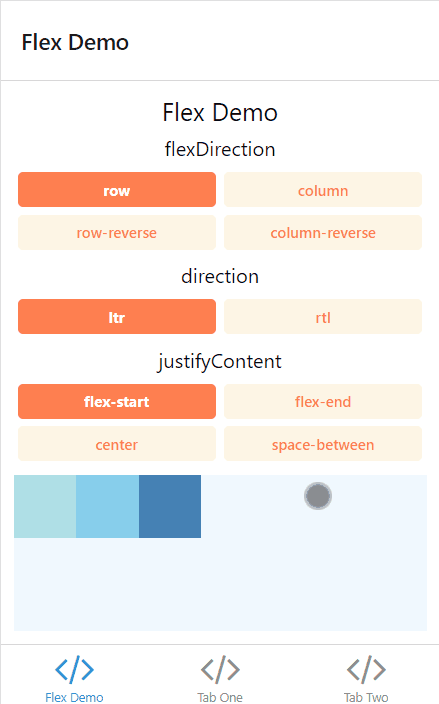 Flex Demo
Flex Demo
flexDirection
row column
row-reverse column-reverse
direction
ltr rtl
justifyContent
flex-start flex-end
center space-between
Flex Demo Tab One Tab Two